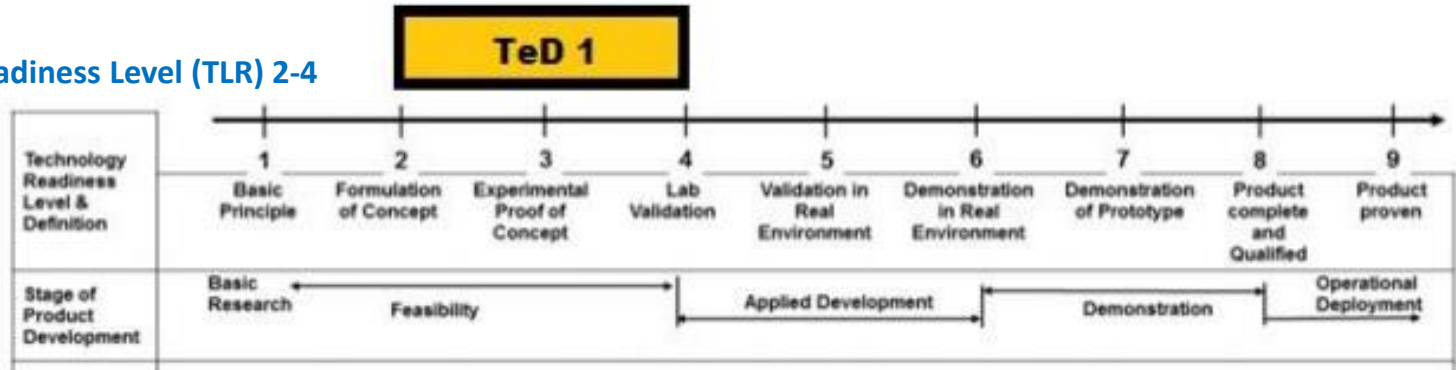 TeD 1
adiness Level (TLR) 2-4
Technology
Readiness
Level &
Definition
1
2
3
4
5
6
7
8
9
Basic
Principle
Formulation
of Concept
Experimental
Proof of
Concept
Lab
Validation
Validation in
Real
Environment
Demonstration
in Real
Environment
Demonstration
of Prototype
Product
complete
and
Qualified
Product
proven
Stage of
Product
Development
Basic
Research
Feasibility
Applied Development
Demonstration
Operational
Deployment